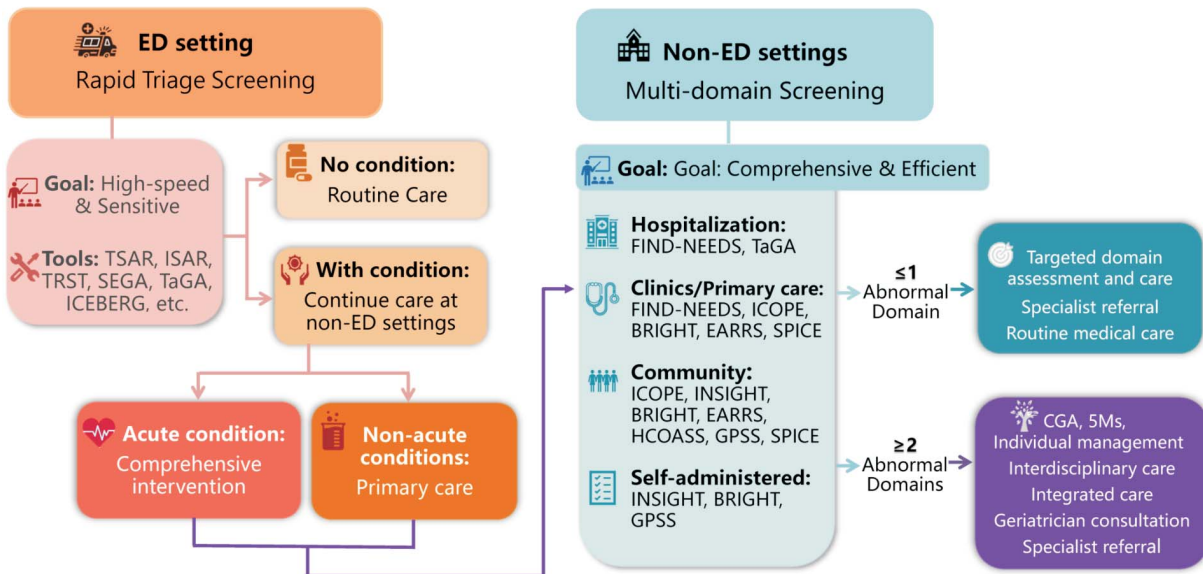 ED setting
Rapid Triage Screening
Goal: High-speed
& Sensitive
Tools: TSAR, ISAR,
TRST, SEGA, TaGA,
ICEBERG, etc.
No condition:
Routine Care
With condition:
Continue care at
non-ED settings
Acute condition:
Comprehensive
intervention
Non-acute
conditions:
Primary care
Non-ED settings
Multi-domain Screening
Goal: Goal: Comprehensive & Efficient
Hospitalization:
FIND-NEEDS, TaGA
Clinics/Primary care:
FIND-NEEDS, ICOPE,
BRIGHT, EARRS, SPICE
Community:
ICOPE, INSIGHT,
BRIGHT, EARRS,
HCOASS, GPSS, SPICE
Self-administered:
INSIGHT, BRIGHT,
GPSS
≤1
Abnormal
Domain
Targeted domain
assessment and care
Specialist referral
Routine medical care
≥2
Abnormal
Domains
CGA, 5Ms,
Individual management
Interdisciplinary care
Integrated care
Geriatrician consultation
Specialist referral